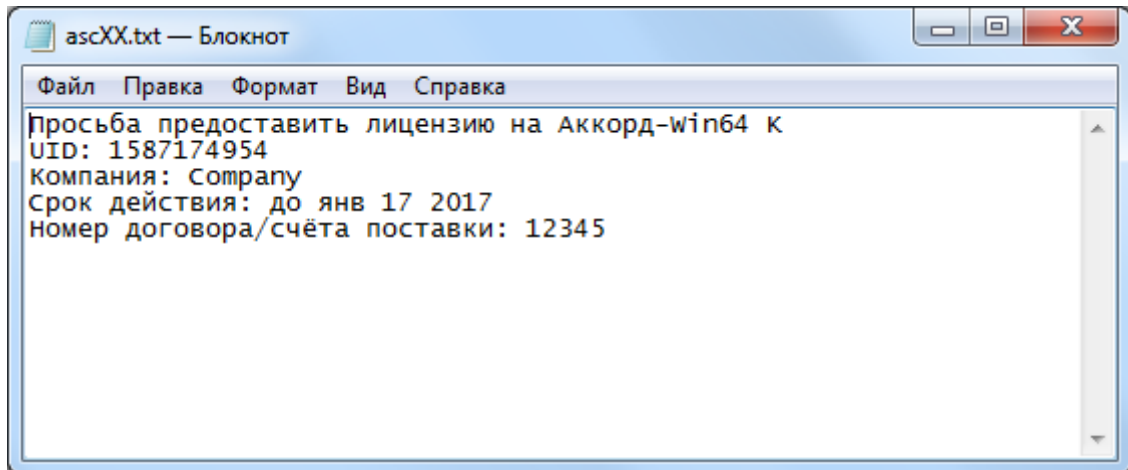 ascXX.txt — Блокнот
Файл Правка Формат Вид Справка
Просьба предоставить лицензию на Аккорд-Win64 K
UID: 1587174954
Компания: Company
Срок действия: до янв 17 2017
Номер договора/счёта поставки: 12345